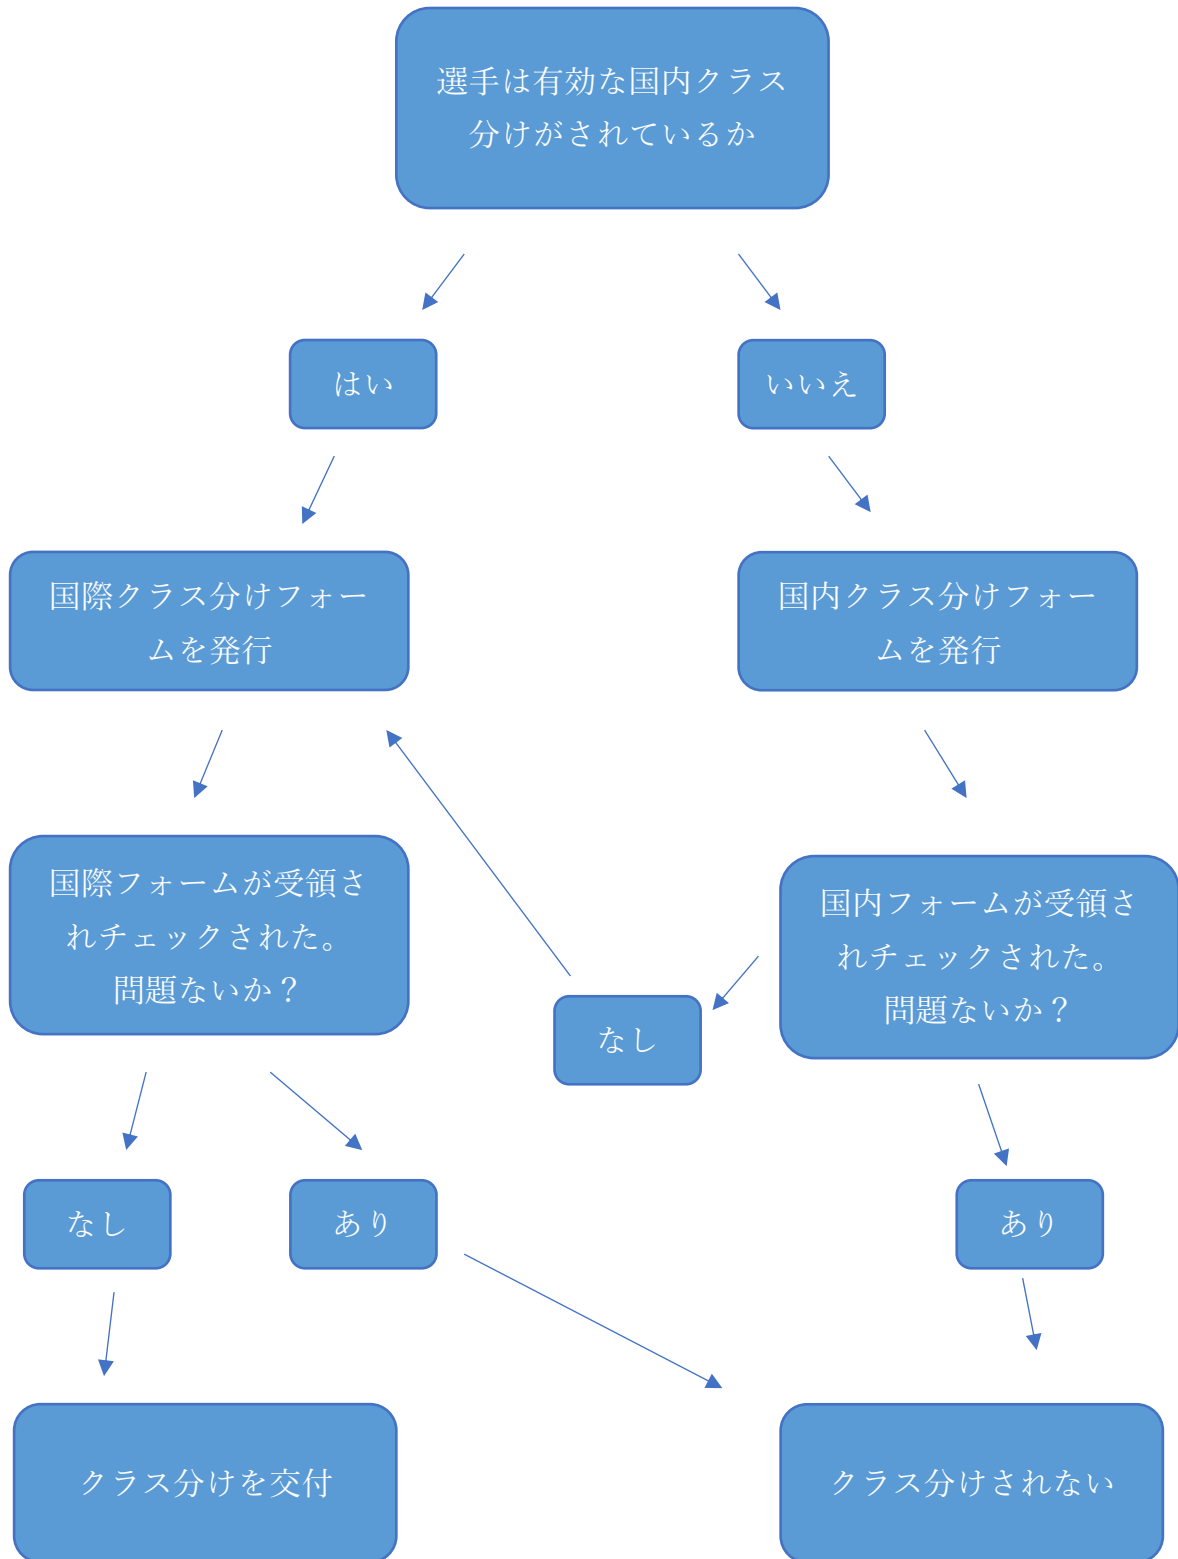 選手は有効な国内クラス
分けがされているか
はい
いいえ
国際クラス分けフォー
ムを発行
国内クラス分けフォー
ムを発行
国際フォームが受領さ
れチェックされた。
問題ないか？
国内フォームが受領さ
れチェックされた。
問題ないか？
なし
なし
あり
あり
クラス分けを交付
クラス分けされない